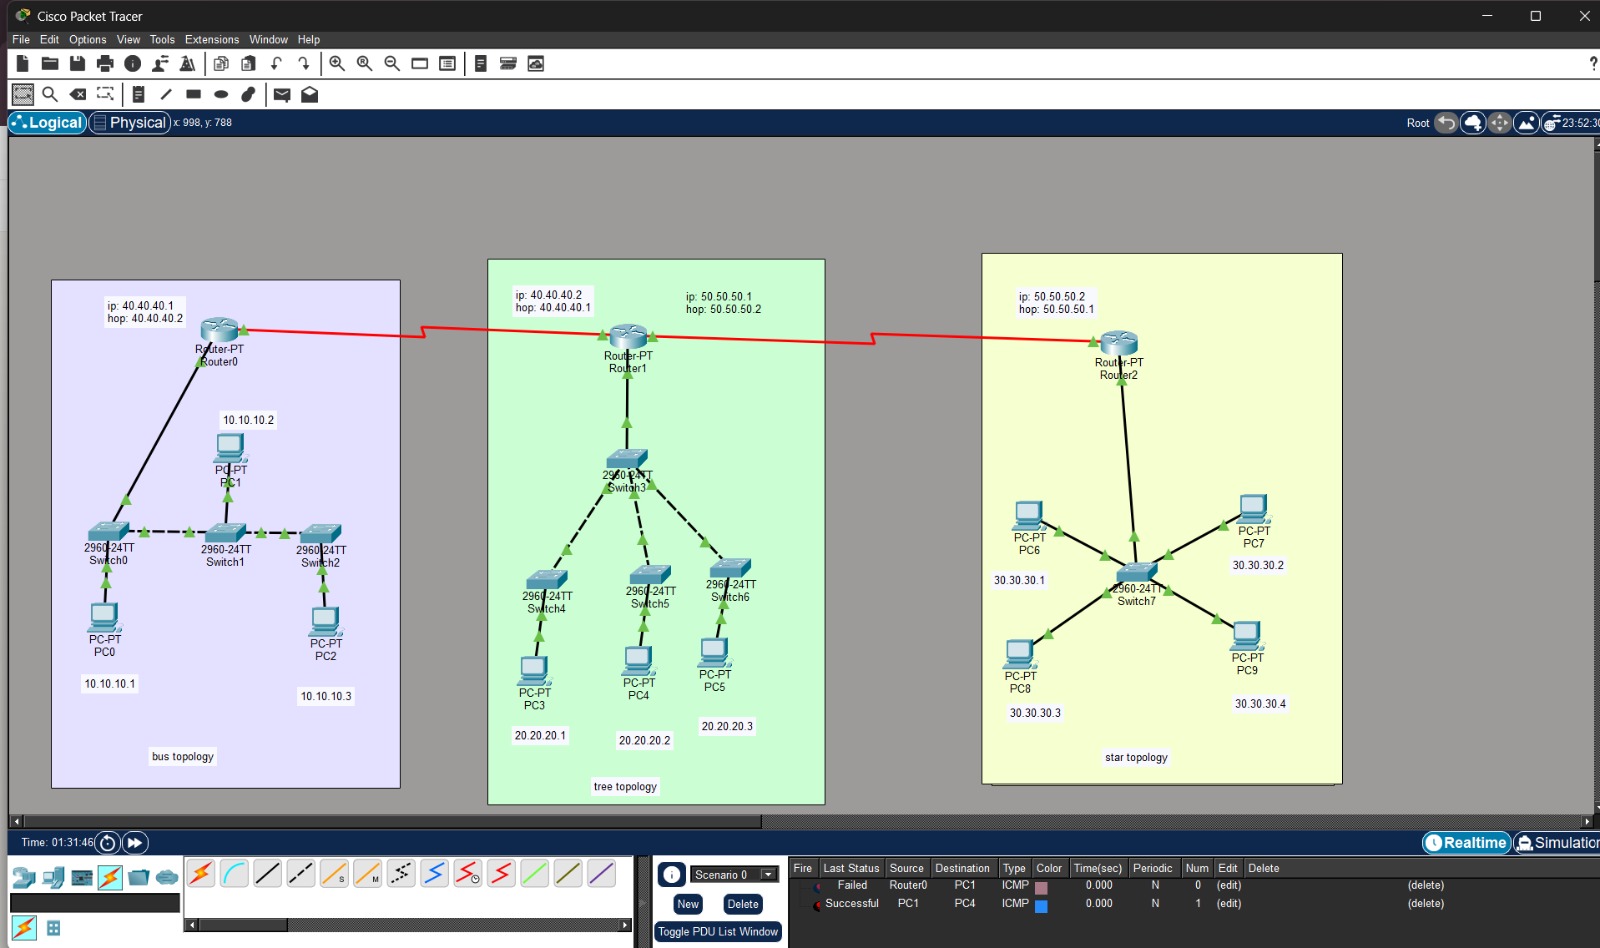 Cisco Packet Tracer
File Edit Options View Tools Extensions Window Help
?
Logical Physical x: 998, y: 788
Root 23:52:30
ip: 40.40.40.1
hop: 40.40.40.2
Router-PT
Router0
10.10.10.2
PC-PT
PC1
2960-24TT
Switch0
2960-24TT
Switch1
2960-24TT
Switch2
PC-PT
PC0
PC-PT
PC2
10.10.10.1
10.10.10.3
bus topology
ip: 40.40.40.2
hop: 40.40.40.1
ip: 50.50.50.1
hop: 50.50.50.2
Router-PT
Router1
2960-24TT
Switch3
2960-24TT
Switch4
2960-24TT
Switch5
2960-24TT
Switch6
PC-PT
PC3
PC-PT
PC4
PC-PT
PC5
20.20.20.1
20.20.20.2
20.20.20.3
tree topology
ip: 50.50.50.2
hop: 50.50.50.1
Router-PT
Router2
PC-PT
PC6
PC-PT
PC7
30.30.30.1
30.30.30.2
2960-24TT
Switch7
PC-PT
PC8
PC-PT
PC9
30.30.30.3
30.30.30.4
star topology
Time: 01:31:46
Realtime Simulation
S M
Scenario 0
New Delete
Toggle PDU List Window
Fire Last Status Source Destination Type Color Time(sec) Periodic Num Edit Delete
Failed Router0 PC1 ICMP 0.000 N 0 (edit) (delete)
Successful PC1 PC4 ICMP 0.000 N 1 (edit) (delete)